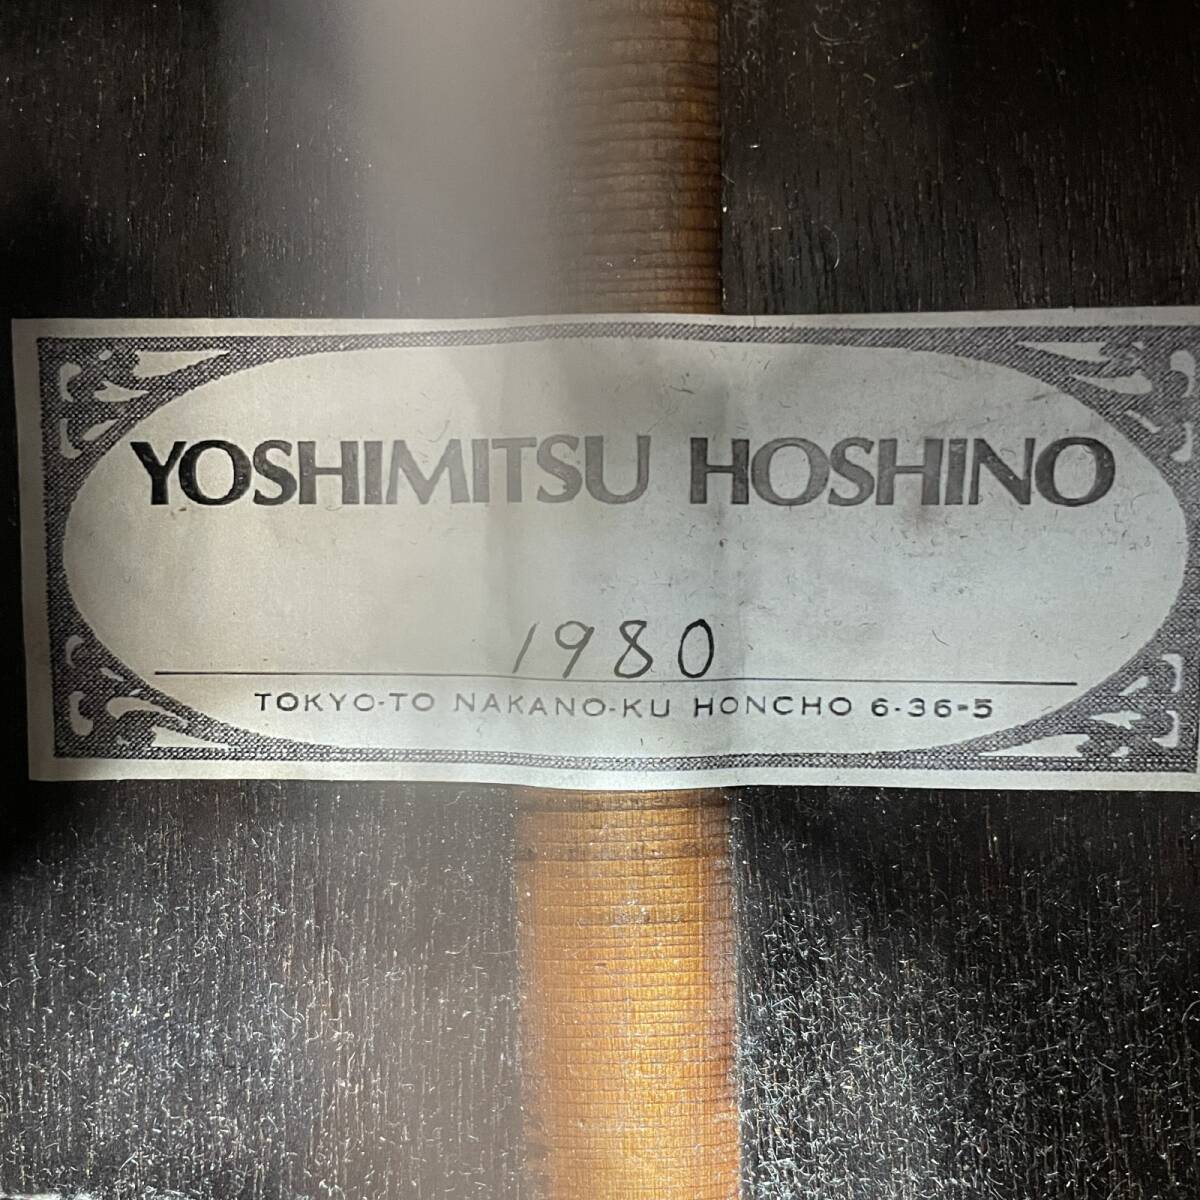 YOSHIMITSU HOSHINO
1980
TOKYO-TO NAKANO-KU HONCHO 6-36-5